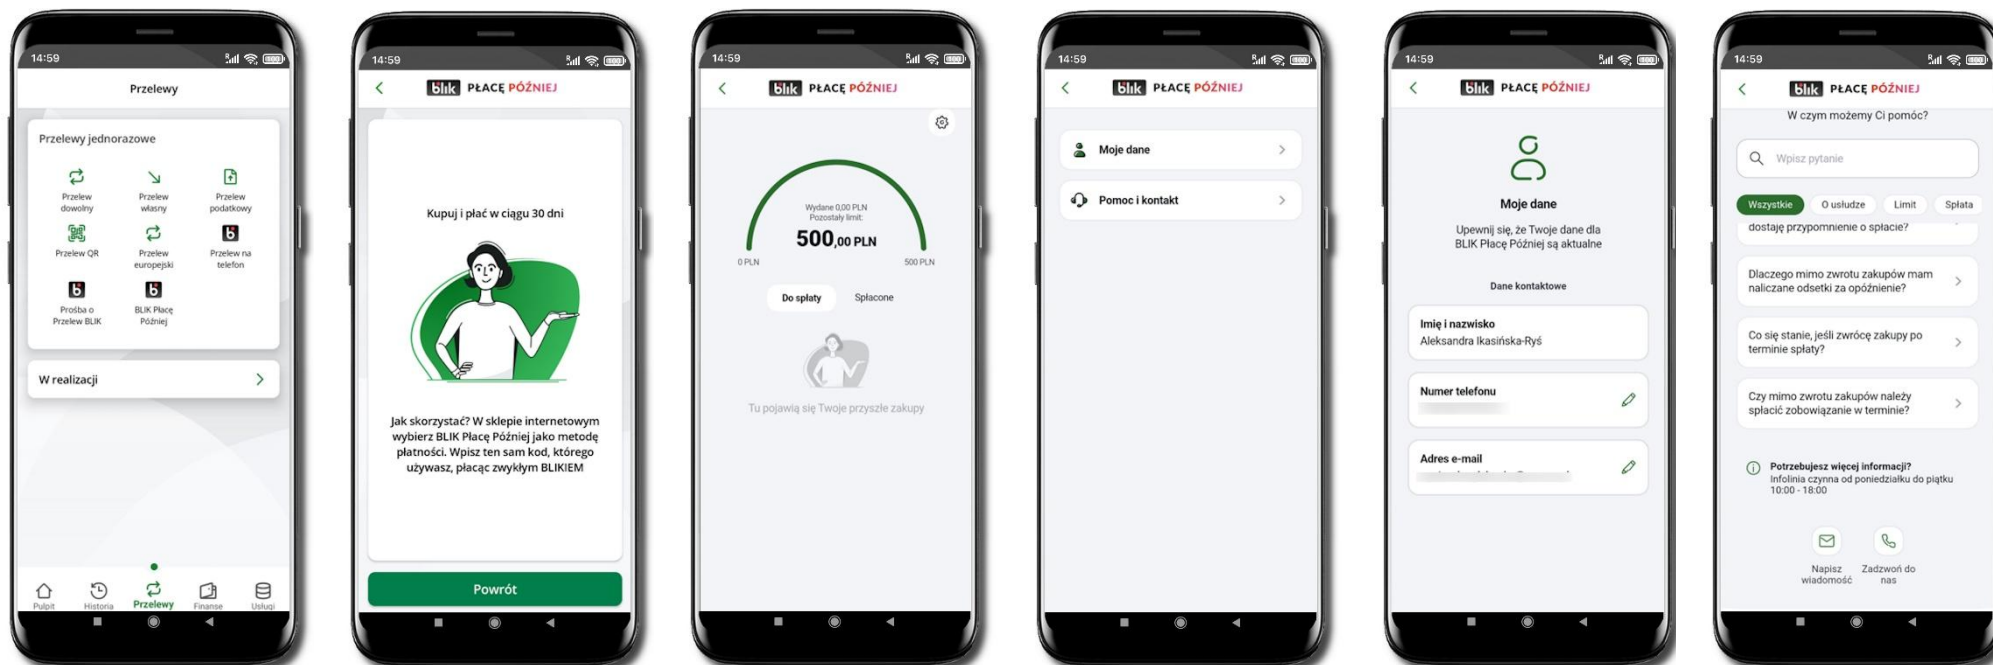 14:59
Przelewy
Przelewy jednorazowe
Przelew
dowolny
Przelew
własny
Przelew
podatkowy
Przelew QR
Przelew
europejski
Przelew na
telefon
Prośba o
Przelew BLIK
BLIK Płacę
Później
W realizacji
Pulpit
Historia
Przelewy
Finanse
Usługi
14:59
blik PŁACĘ PÓŹNIEJ
Kupuj i płać w ciągu 30 dni
Jak skorzystać? W sklepie internetowym
wybierz BLIK Płacę Później jako metodę
płatności. Wpisz ten sam kod, którego
używasz, płacąc zwykłym BLIKIEM
Powrót
14:59
blik PŁACĘ PÓŹNIEJ
Wydane 0,00 PLN
Pozostały limit:
500,00 PLN
0 PLN
500 PLN
Do spłaty
Spłacone
Tu pojawią się Twoje przyszłe zakupy
14:59
blik PŁACĘ PÓŹNIEJ
Moje dane
Pomoc i kontakt
14:59
blik PŁACĘ PÓŹNIEJ
Moje dane
Upewnij się, że Twoje dane dla
BLIK Płacę Później są aktualne
Dane kontaktowe
Imię i nazwisko
Aleksandra Ikasińska-Ryś
Numer telefonu
Adres e-mail
14:59
blik PŁACĘ PÓŹNIEJ
W czym możemy Ci pomóc?
Wpisz pytanie
Wszystkie
O usłudze
Limit
Spłata
dostaję przypomnienie o spłacie?
Dlaczego mimo zwrotu zakupów mam
naliczane odsetki za opóźnienie?
Co się stanie, jeśli zwrócę zakupy po
terminie spłaty?
Czy mimo zwrotu zakupów należy
spłacić zobowiązanie w terminie?
Potrzebujesz więcej informacji?
Infolinia czynna od poniedziałku do piątku
10:00 - 18:00
Napisz
wiadomość
Zadzwoń do
nas